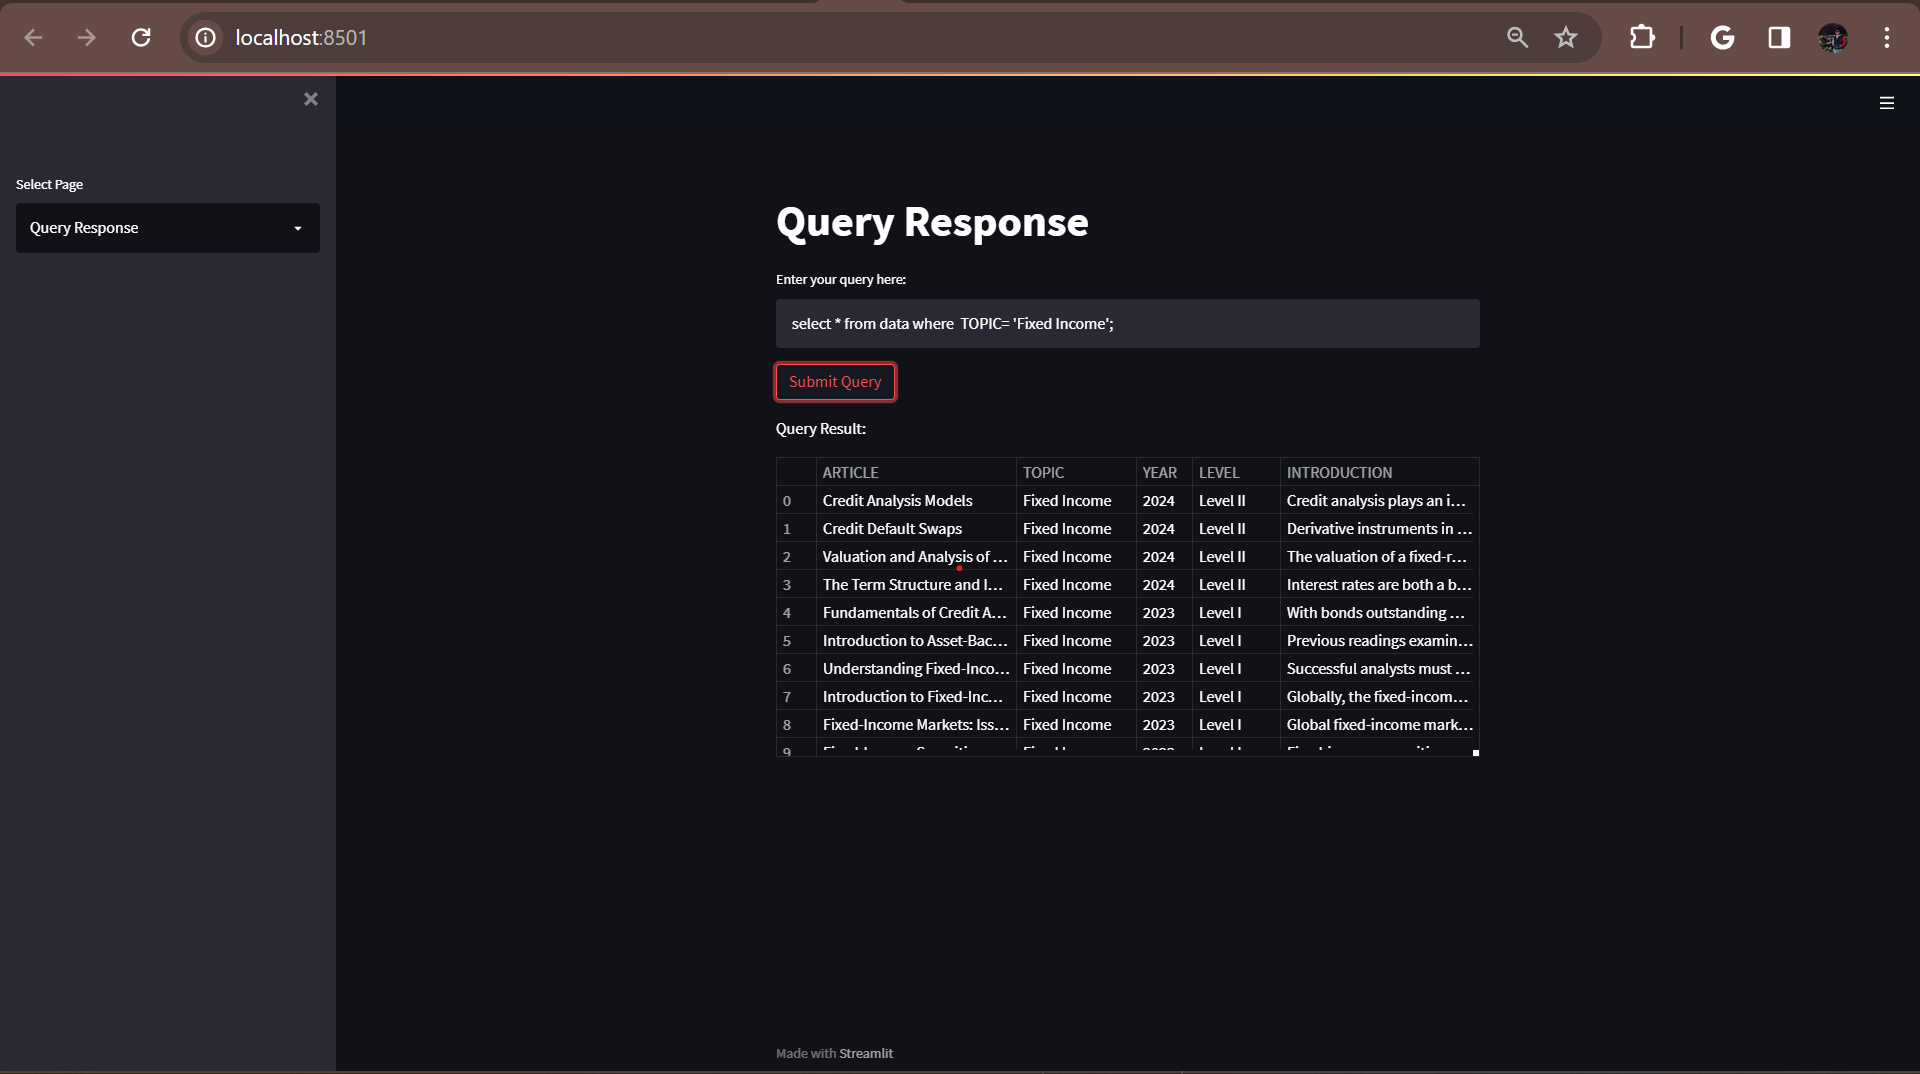 localhost:8501
Select Page
Query Response
Query Response
Enter your query here:
select * from data where  TOPIC= 'Fixed Income';
Submit Query
Query Result:
ARTICLE TOPIC YEAR LEVEL INTRODUCTION
0 Credit Analysis Models Fixed Income 2024 Level II Credit analysis plays an i...
1 Credit Default Swaps Fixed Income 2024 Level II Derivative instruments in ...
2 Valuation and Analysis of ... Fixed Income 2024 Level II The valuation of a fixed-r...
3 The Term Structure and I... Fixed Income 2024 Level II Interest rates are both a b...
4 Fundamentals of Credit A... Fixed Income 2023 Level I With bonds outstanding ...
5 Introduction to Asset-Bac... Fixed Income 2023 Level I Previous readings examin...
6 Understanding Fixed-Inco... Fixed Income 2023 Level I Successful analysts must ...
7 Introduction to Fixed-Inc... Fixed Income 2023 Level I Globally, the fixed-incom...
8 Fixed-Income Markets: Iss... Fixed Income 2023 Level I Global fixed-income mark...
9
Made with Streamlit